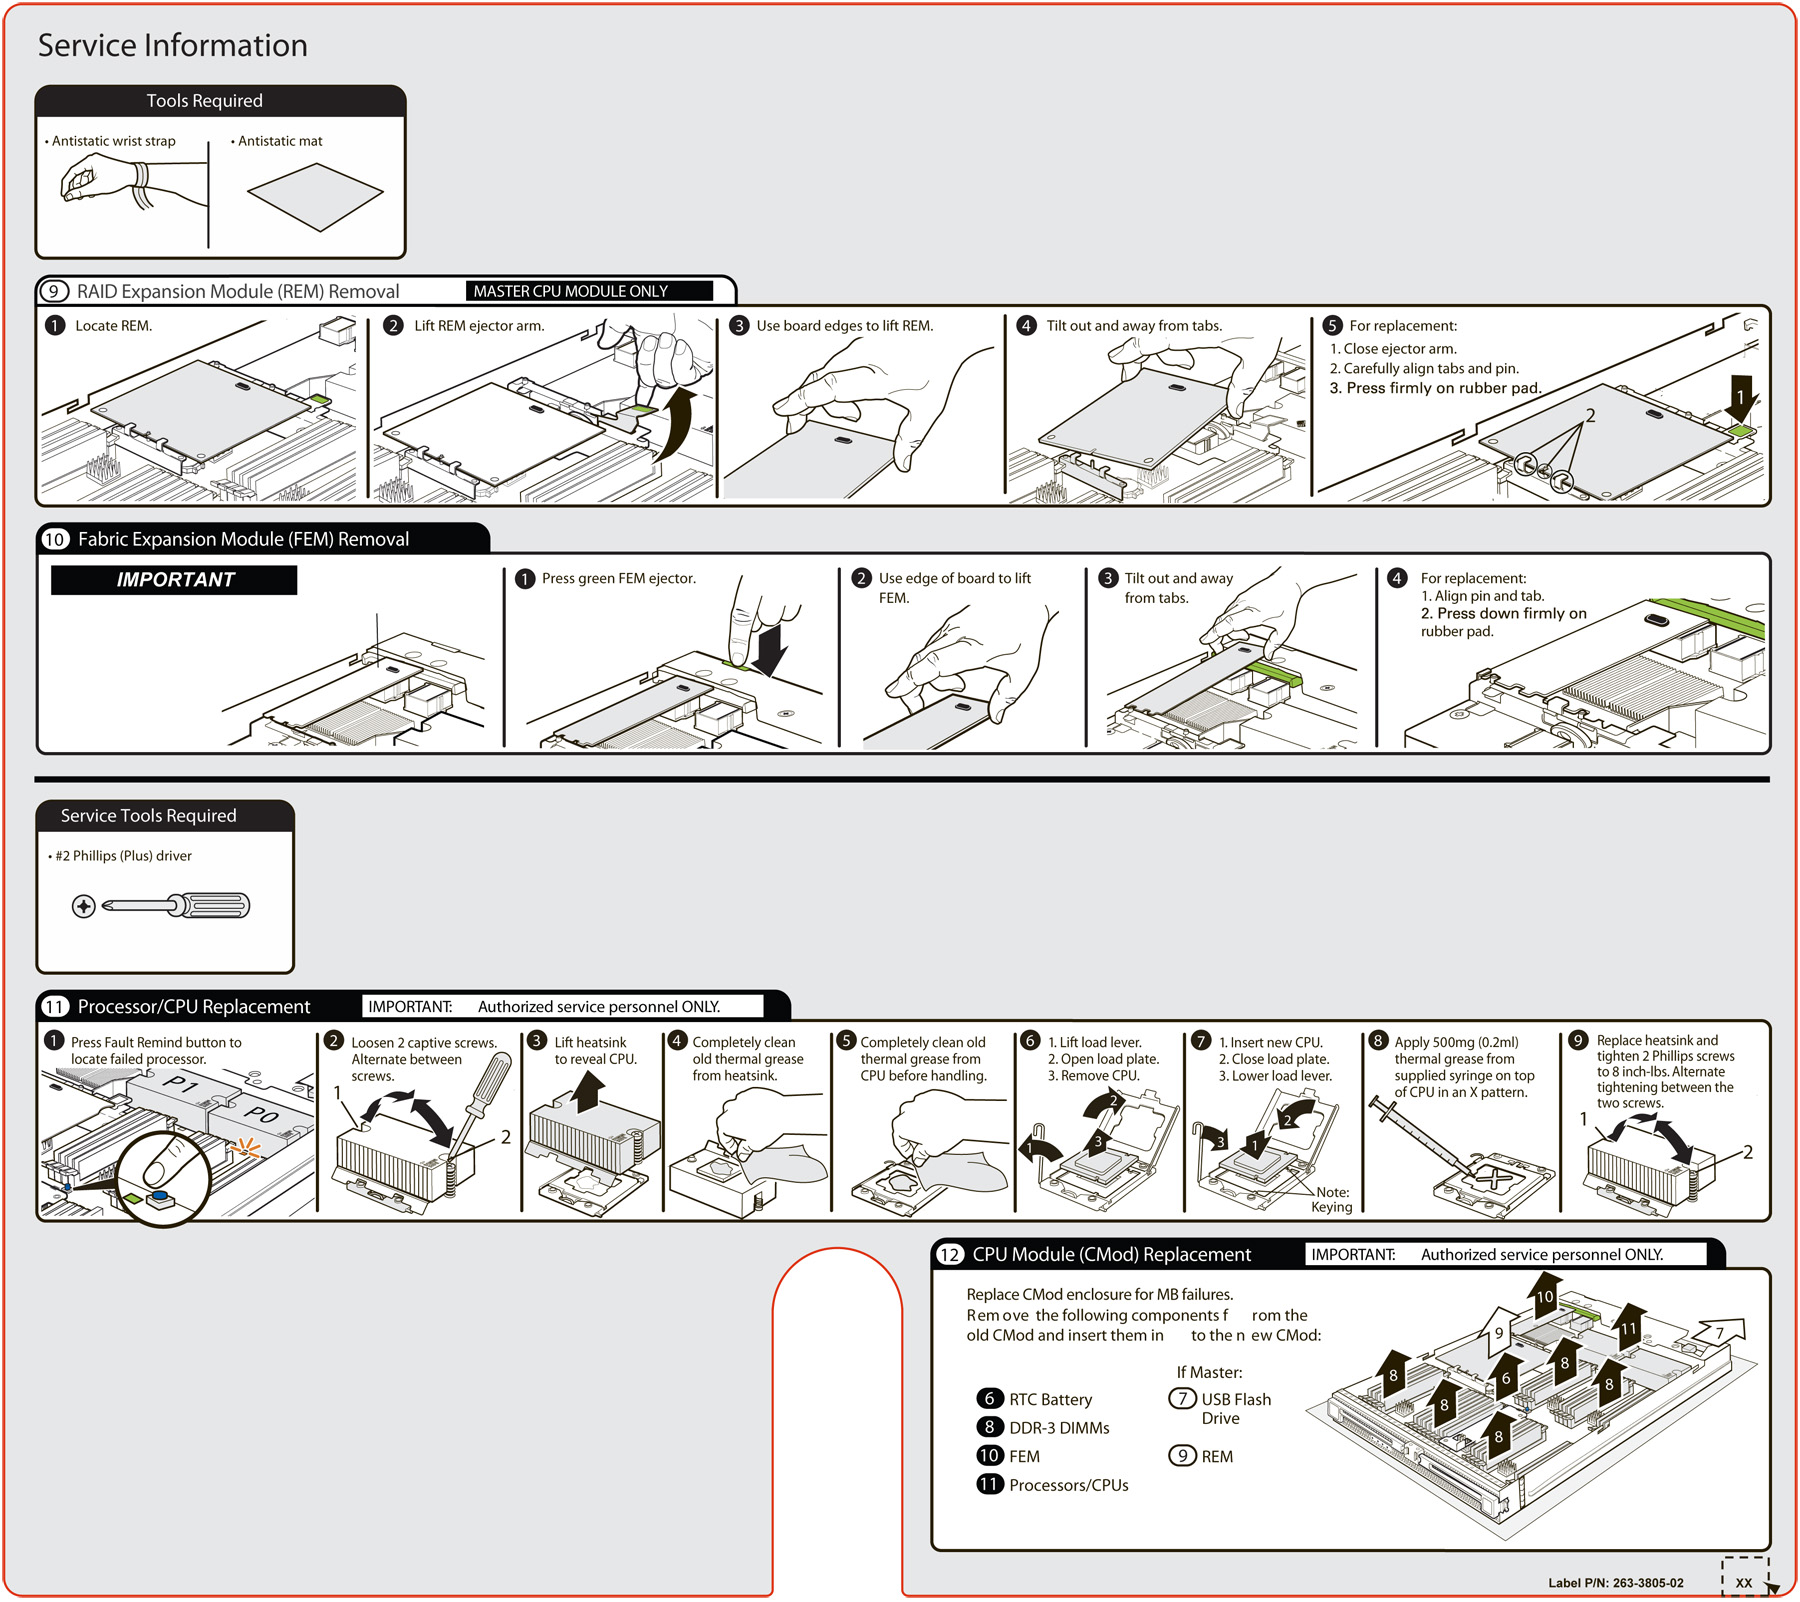 Service Information
Tools Required
• Antistatic wrist strap
• Antistatic mat
9 RAID Expansion Module (REM) Removal
MASTER CPU MODULE ONLY
1 Locate REM.
2 Lift REM ejector arm.
3 Use board edges to lift REM.
4 Tilt out and away from tabs.
5 For replacement:
1. Close ejector arm.
2. Carefully align tabs and pin.
3. Press firmly on rubber pad.
1
2
10 Fabric Expansion Module (FEM) Removal
IMPORTANT
1 Press green FEM ejector.
2 Use edge of board to lift
FEM.
3 Tilt out and away
from tabs.
4 For replacement:
1. Align pin and tab.
2. Press down firmly on
rubber pad.
Service Tools Required
• #2 Phillips (Plus) driver
11 Processor/CPU Replacement
IMPORTANT: Authorized service personnel ONLY.
1 Press Fault Remind button to
locate failed processor.
P1
P0
2 Loosen 2 captive screws.
Alternate between
screws.
1
2
3 Lift heatsink
to reveal CPU.
4 Completely clean
old thermal grease
from heatsink.
5 Completely clean old
thermal grease from
CPU before handling.
6 1. Lift load lever.
2. Open load plate.
3. Remove CPU.
2
3
1
7 1. Insert new CPU.
2. Close load plate.
3. Lower load lever.
2
3
1
Note:
Keying
8 Apply 500mg (0.2ml)
thermal grease from
supplied syringe on top
of CPU in an X pattern.
9 Replace heatsink and
tighten 2 Phillips screws
to 8 inch-lbs. Alternate
tightening between the
two screws.
1
2
12 CPU Module (CMod) Replacement
IMPORTANT: Authorized service personnel ONLY.
Replace CMod enclosure for MB failures.
Remove the following components f rom the
old CMod and insert them in to the n ew CMod:
If Master:
6 RTC Battery
8 DDR-3 DIMMs
10 FEM
11 Processors/CPUs
7 USB Flash
Drive
9 REM
10
11
9
7
8
8
6
8
8
8
Label P/N: 263-3805-02
XX